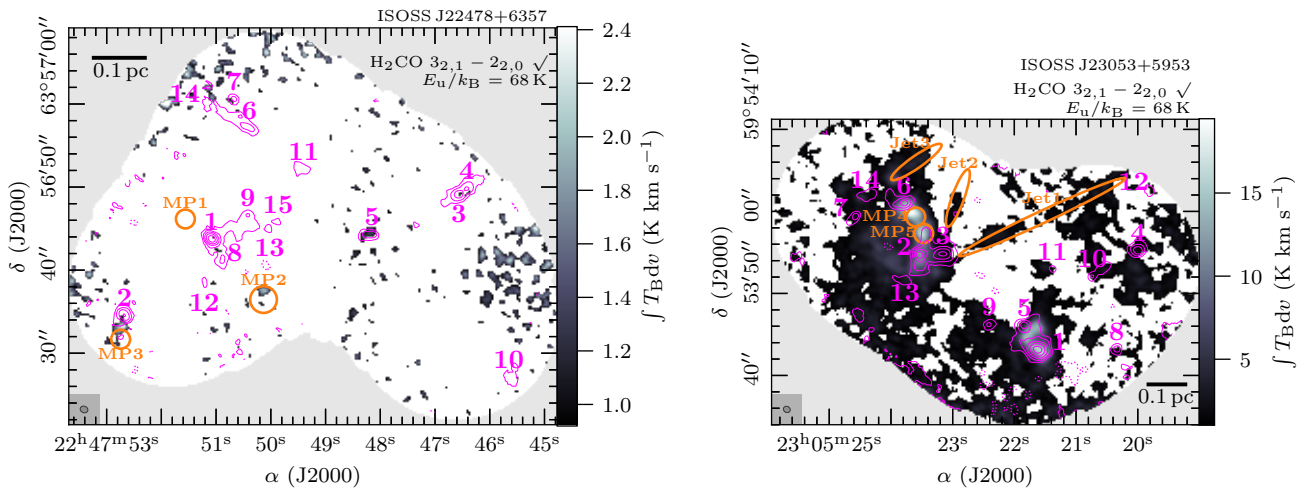 ISOSS J22478+6357
H₂CO 3₂,₁ − 2₂,₀ √
E_u/k_B = 68 K
0.1 pc
63°57′00′′
56′50′′
40′′
30′′
δ (J2000)
14
7
6
11
4
3
MP1
9
15
1
8
13
5
12
MP2
2
MP3
10
22ʰ47ᵐ53ˢ
51ˢ
50ˢ
49ˢ
48ˢ
47ˢ
46ˢ
45ˢ
α (J2000)
2.4
2.2
2.0
1.8
1.6
1.4
1.2
1.0
∫ T_B dv (K km s⁻¹)
ISOSS J23053+5953
H₂CO 3₂,₁ − 2₂,₀ √
E_u/k_B = 68 K
59°54′10′′
00′′
53′50′′
40′′
δ (J2000)
Jet3
Jet2
Jet1
14
6
12
7
MP4
MP5
2
3
4
11
10
13
9
5
1
8
0.1 pc
23ʰ05ᵐ25ˢ
23ˢ
22ˢ
21ˢ
20ˢ
α (J2000)
15
10
5
∫ T_B dv (K km s⁻¹)